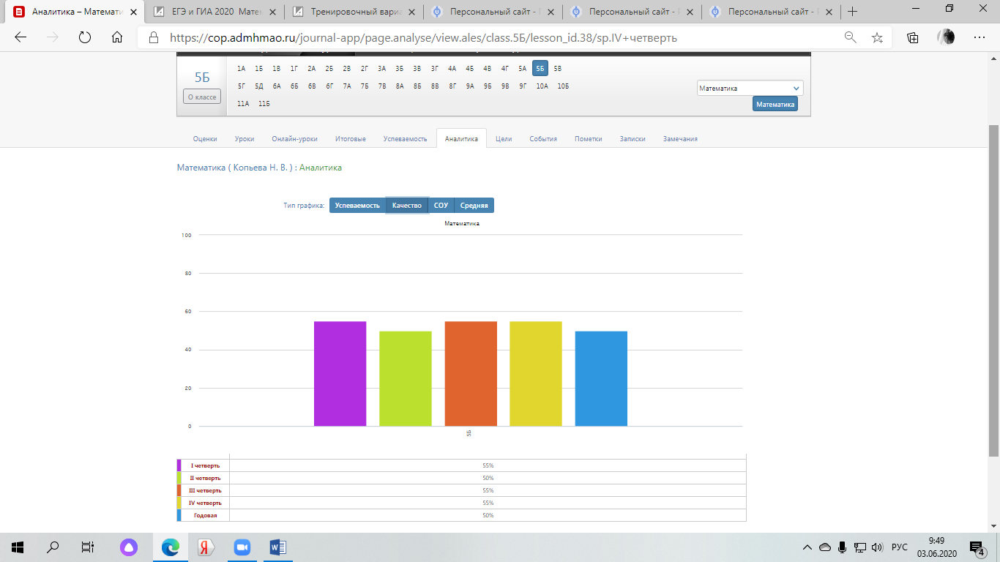 Аналитика – Математи
ЕГЭ и ГИА 2020 Матем
Тренировочный вариа
Персональный сайт -
Персональный сайт -
Персональный сайт -
https://cop.admhmao.ru/journal-app/page.analyse/view.ales/class.5Б/lesson_id.38/sp.IV+четверть
5Б
О классе
1А 1Б 1В 1Г 2А 2Б 2В 2Г 3А 3Б 3В 3Г 4А 4Б 4В 4Г 5А 5Б 5В
5Г 5Д 6А 6Б 6В 6Г 7А 7Б 7В 8А 8Б 8В 8Г 9А 9Б 9В 9Г 10А 10Б
11А 11Б
Математика
Математика
Оценки Уроки Онлайн-уроки Итоговые Успеваемость Аналитика Цели События Пометки Записки Замечания
Математика ( Копьева Н. В. ) : Аналитика
Тип графика: Успеваемость Качество СОУ Средняя
Математика
100
80
60
40
20
0
5Б
I четверть 55%
II четверть 50%
III четверть 55%
IV четверть 55%
Годовая 50%
РУС
9:49
03.06.2020
4